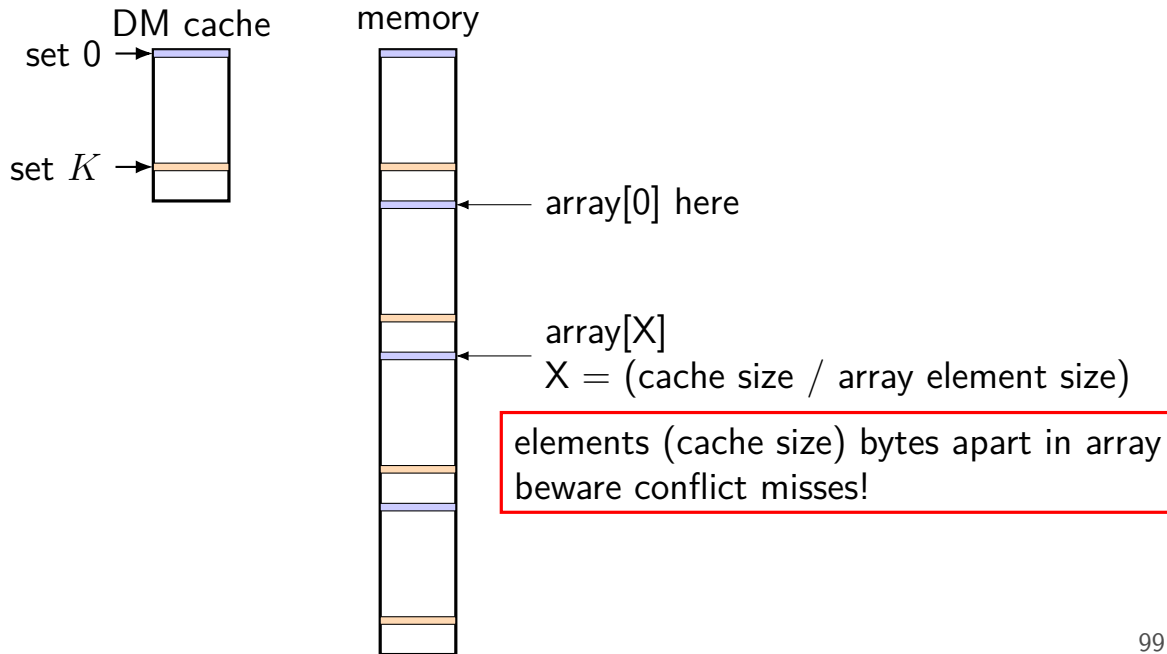 DM cache
memory
set 0
set K
array[0] here
array[X]
X = (cache size / array element size)
elements (cache size) bytes apart in array
beware conflict misses!
99